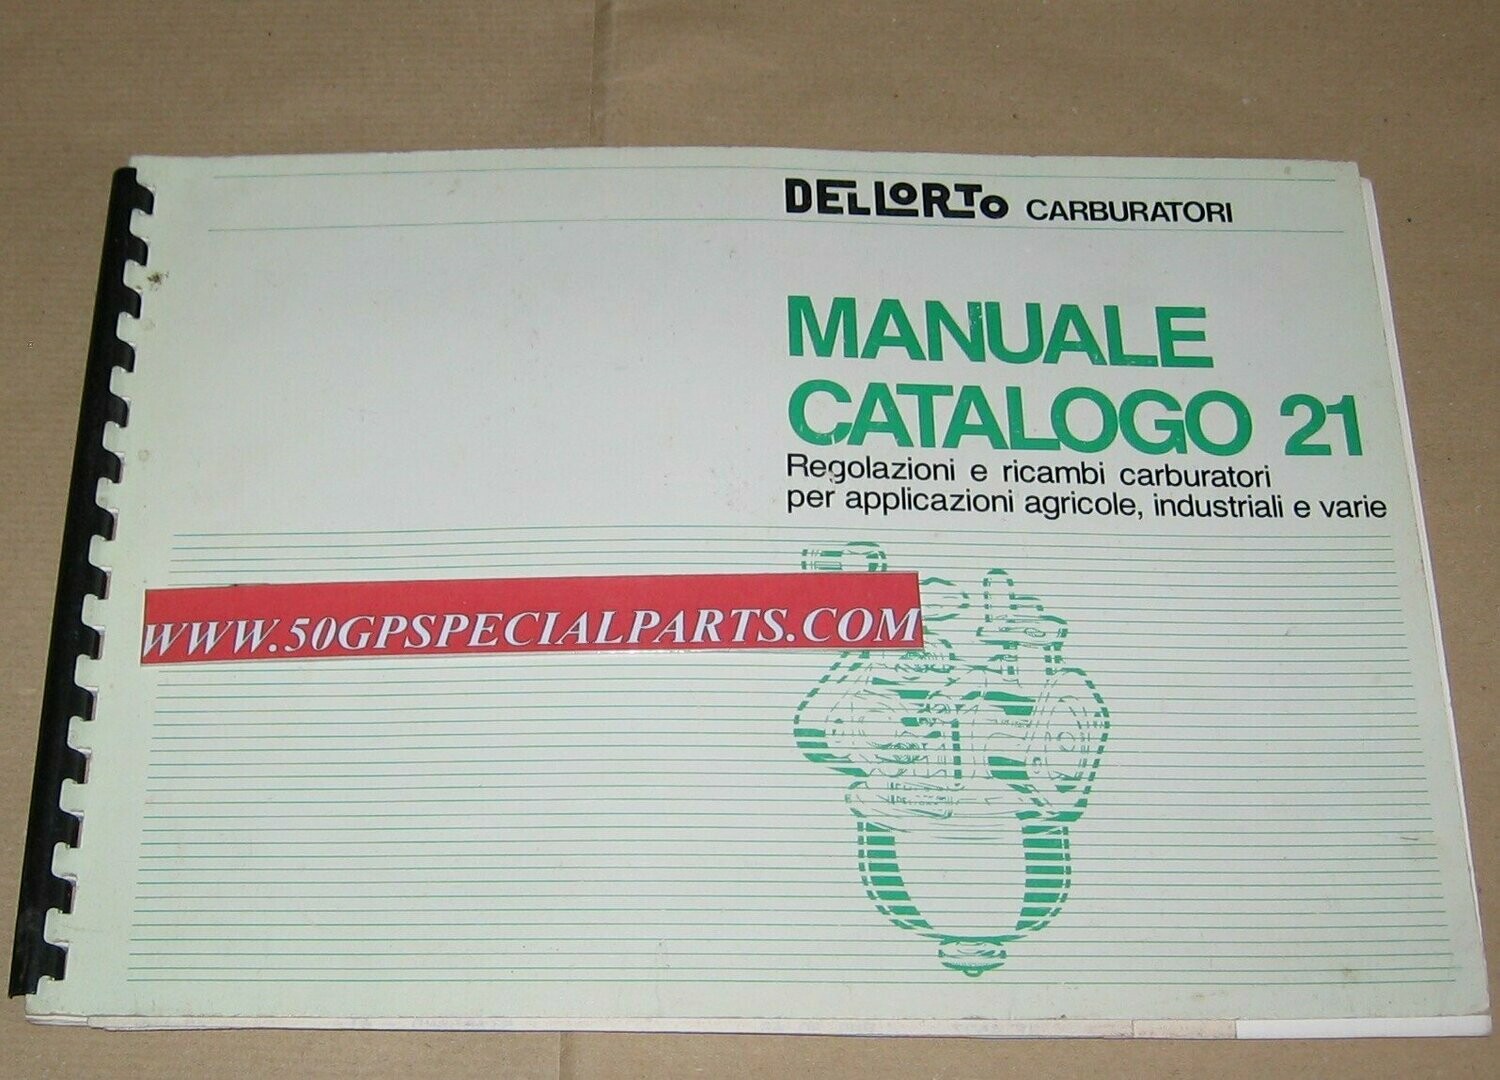 DELLORTO CARBURATORI
MANUALE
CATALOGO 21
Regolazioni e ricambi carburatori
per applicazioni agricole, industriali e varie
WWW.50GPSPECIALPARTS.COM